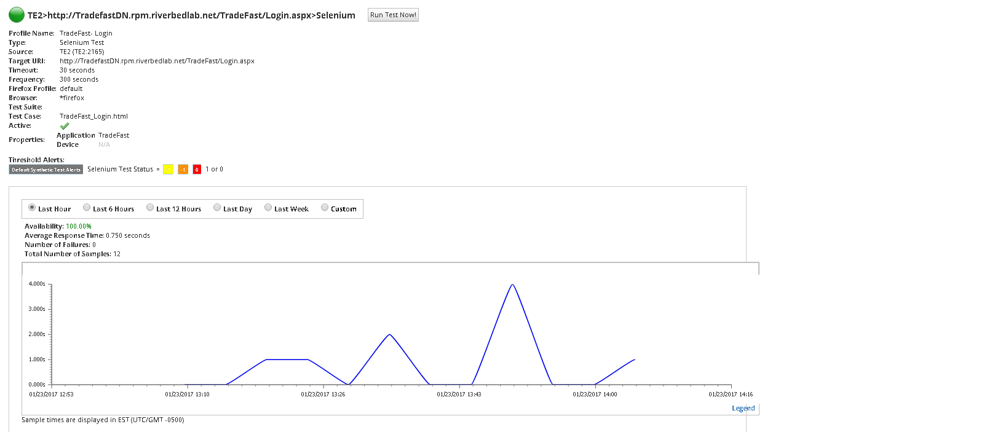 TE2>http://TradefastDN.rpm.riverbedlab.net/TradeFast/Login.aspx>Selenium Run Test Now!
Profile Name: TradeFast- Login
Type: Selenium Test
Source: TE2 (TE2:2165)
Target URI: http://TradefastDN.rpm.riverbedlab.net/TradeFast/Login.aspx
Timeout: 30 seconds
Frequency: 300 seconds
Firefox Profile: default
Browser: *firefox
Test Suite:
Test Case: TradeFast_Login.html
Active:
Properties: Application TradeFast
Device N/A
Threshold Alerts:
Default Synthetic Test Alerts Selenium Test Status = -1 -1 0 1 or 0
Last Hour Last 6 Hours Last 12 Hours Last Day Last Week Custom
Availability: 100.00%
Average Response Time: 0.750 seconds
Number of Failures: 0
Total Number of Samples: 12
4.000s
3.000s
2.000s
1.000s
0.000s
01/23/2017 12:53 01/23/2017 13:10 01/23/2017 13:26 01/23/2017 13:43 01/23/2017 14:00 01/23/2017 14:16
Legend
Sample times are displayed in EST (UTC/GMT -0500)